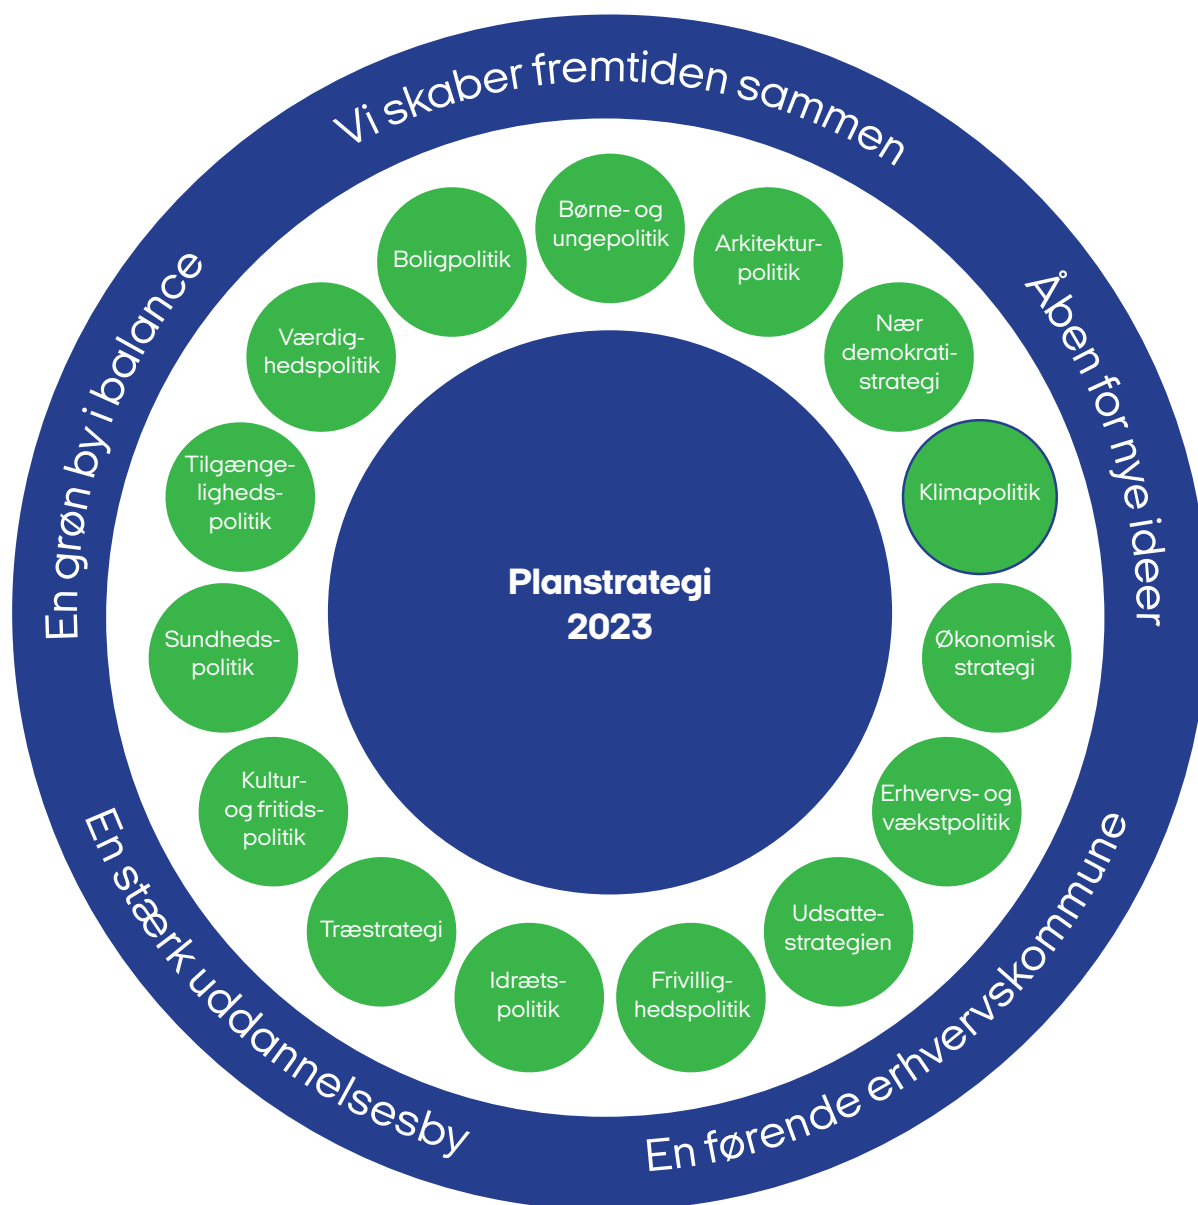 Vi skaber fremtiden sammen
Åben for nye ideer
En førende erhvervskommune
En stærk uddannelsesby
En grøn by i balance
Børne- og
ungepolitik
Arkitektur-
politik
Nær
demokrati-
strategi
Klimapolitik
Økonomisk
strategi
Erhvervs- og
vækstpolitik
Udsatte-
strategien
Frivillig-
hedspolitik
Idræts-
politik
Træstrategi
Kultur-
og fritids-
politik
Sundheds-
politik
Tilgænge-
ligheds-
politik
Værdig-
hedspolitik
Boligpolitik
Planstrategi
2023